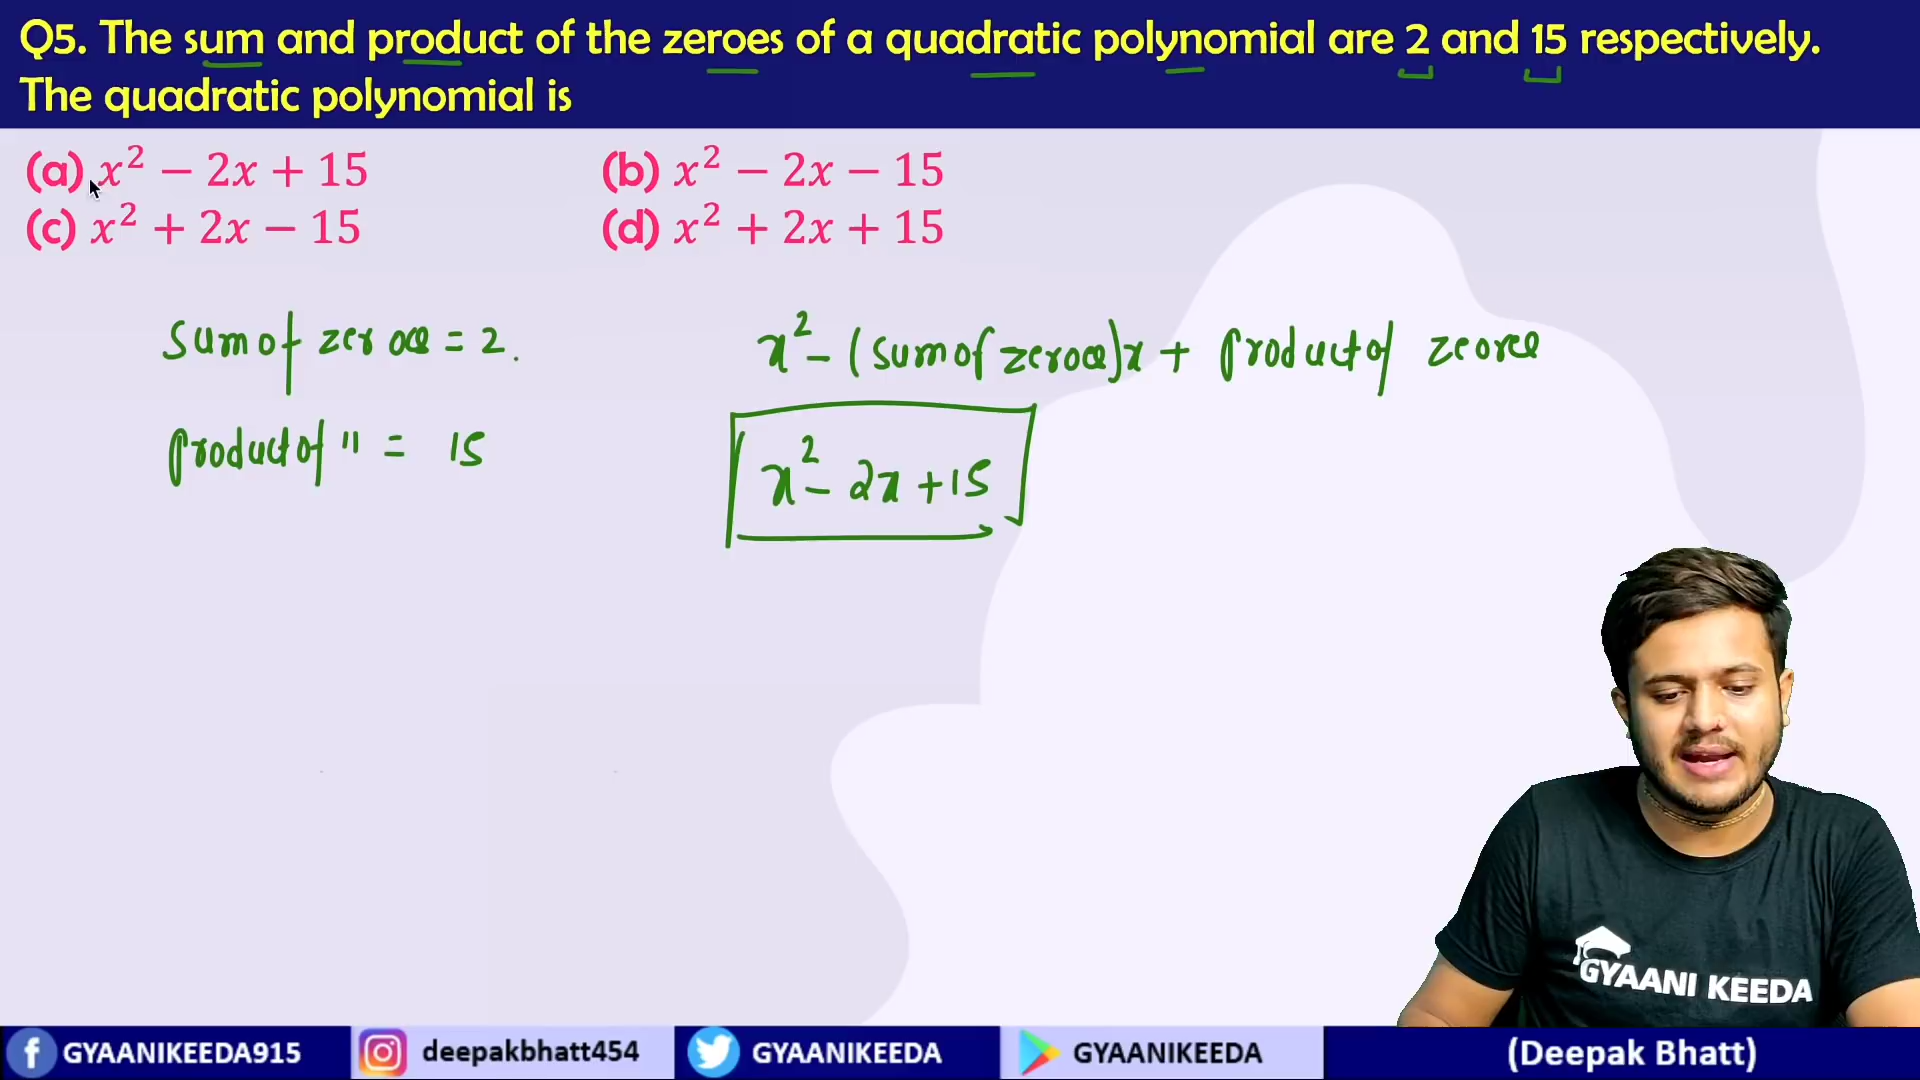 Q5. The sum and product of the zeroes of a quadratic polynomial are 2 and 15 respectively.
The quadratic polynomial is
(a) x² − 2x + 15
(b) x² − 2x − 15
(c) x² + 2x − 15
(d) x² + 2x + 15
Sum of zeroes = 2.
x² - (sum of zeroes)x + product of zeores
product of " = 15
x² - 2x + 15
GYAANI KEEDA
GYAANIKEEDA915
deepakbhatt454
GYAANIKEEDA
GYAANIKEEDA
(Deepak Bhatt)